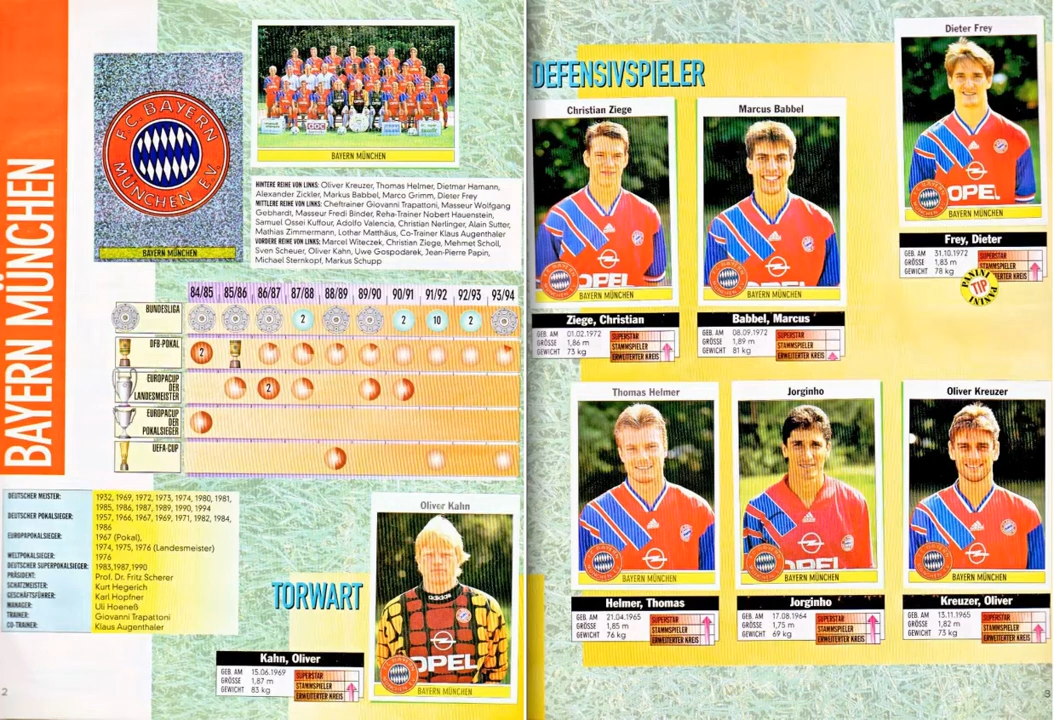 BAYERN MÜNCHEN
F.C. BAYERN
MÜNCHEN E.V.
BAYERN MÜNCHEN
BAYERN MÜNCHEN
HINTERE REIHE VON LINKS: Oliver Kreuzer, Thomas Helmer, Dietmar Hamann,
Alexander Zickler, Markus Babbel, Marco Grimm, Dieter Frey
MITTLERE REIHE VON LINKS: Cheftrainer Giovanni Trapattoni, Masseur Wolfgang
Gebhardt, Masseur Fredi Binder, Reha-Trainer Nobert Hauenstein,
Samuel Ossei Kuffour, Adolfo Valencia, Christian Nerlinger, Alain Sutter,
Mathias Zimmermann, Lothar Matthäus, Co-Trainer Klaus Augenthaler
VORDERE REIHE VON LINKS: Marcel Witeczek, Christian Ziege, Mehmet Scholl,
Sven Scheuer, Oliver Kahn, Uwe Gospodarek, Jean-Pierre Papin,
Michael Sternkopf, Markus Schupp
84/85 85/86 86/87 87/88 88/89 89/90 90/91 91/92 92/93 93/94
BUNDESLIGA 2 2 10 2
DFB-POKAL 2
EUROPACUP
DER
LANDESMEISTER 2
EUROPACUP
DER
POKALSIEGER
UEFA-CUP
DEUTSCHER MEISTER: 1932, 1969, 1972, 1973, 1974, 1980, 1981,
1985, 1986, 1987, 1989, 1990, 1994
DEUTSCHER POKALSIEGER: 1957, 1966, 1967, 1969, 1971, 1982, 1984,
1986
EUROPAPOKALSIEGER: 1967 (Pokal),
1974, 1975, 1976 (Landesmeister)
WELTPOKALSIEGER: 1976
DEUTSCHER SUPERPOKALSIEGER: 1983,1987,1990
PRÄSIDENT: Prof. Dr. Fritz Scherer
SCHATZMEISTER: Kurt Hegerich
GESCHÄFTSFÜHRER: Karl Hopfner
MANAGER: Uli Hoeneß
TRAINER: Giovanni Trapattoni
CO-TRAINER: Klaus Augenthaler
TORWART
Oliver Kahn
adidas
OPEL
BAYERN MÜNCHEN
Kahn, Oliver
GEB. AM 15.06.1969 SUPERSTAR
GRÖSSE 1,87 m STAMMSPIELER
GEWICHT 83 kg ERWEITERTER KREIS
2
DEFENSIVSPIELER
Christian Ziege
OPEL
BAYERN MÜNCHEN
Ziege, Christian
GEB. AM 01.02.1972 SUPERSTAR
GRÖSSE 1,86 m STAMMSPIELER
GEWICHT 73 kg ERWEITERTER KREIS
Marcus Babbel
BAYERN MÜNCHEN
Babbel, Marcus
GEB. AM 08.09.1972 SUPERSTAR
GRÖSSE 1,89 m STAMMSPIELER
GEWICHT 81 kg ERWEITERTER KREIS
Dieter Frey
OPEL
BAYERN MÜNCHEN
Frey, Dieter
GEB. AM 31.10.1972 SUPERSTAR
GRÖSSE 1,83 m STAMMSPIELER
GEWICHT 78 kg ERTER KREIS
PANINI TIP PANINI
Thomas Helmer
BAYERN MÜNCHEN
Helmer, Thomas
GEB. AM 21.04.1965 SUPERSTAR
GRÖSSE 1,85 m STAMMSPIELER
GEWICHT 76 kg ERWEITERTER KREIS
Jorginho
OPEL
BAYERN MÜNCHEN
Jorginho
GEB. AM 17.08.1964 SUPERSTAR
GRÖSSE 1,75 m STAMMSPIELER
GEWICHT 69 kg ERWEITERTER KREIS
Oliver Kreuzer
BAYERN MÜNCHEN
Kreuzer, Oliver
GEB. AM 13.11.1965 SUPERSTAR
GRÖSSE 1,82 m STAMMSPIELER
GEWICHT 73 kg ERWEITERTER KREIS
3